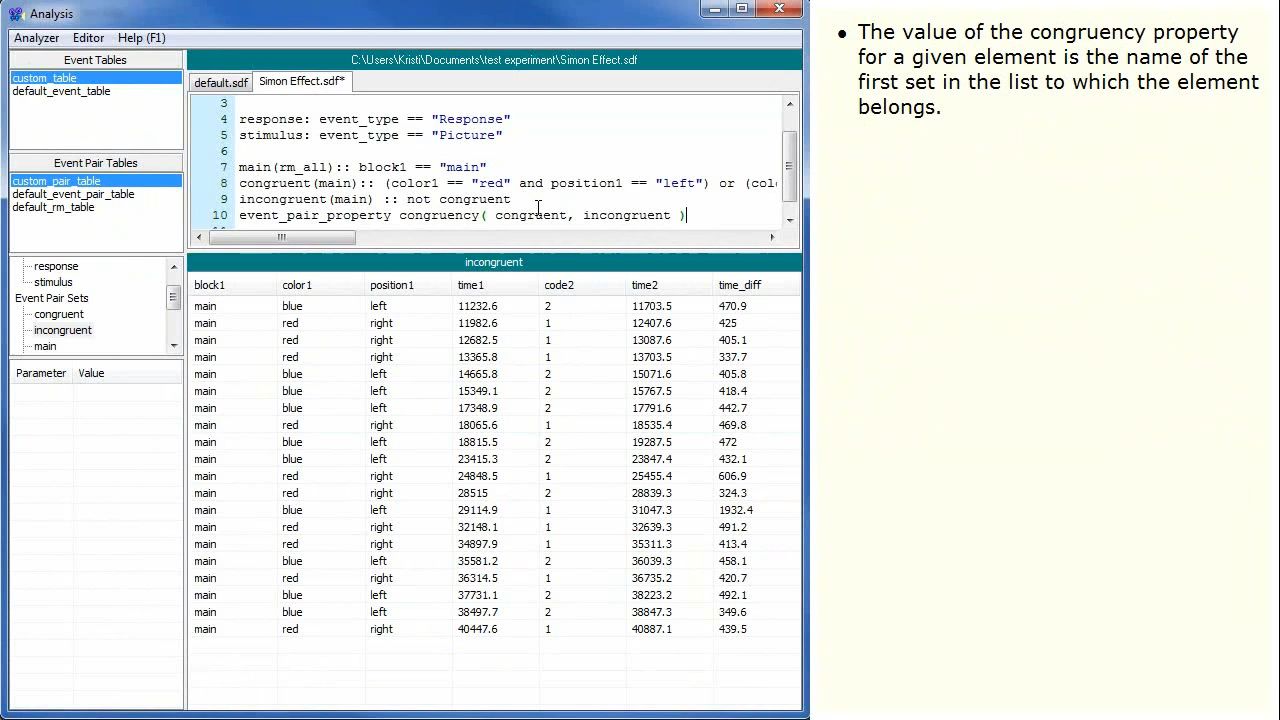 Analysis
Analyzer Editor Help (F1)
Event Tables
custom_table
default_event_table
Event Pair Tables
custom_pair_table
default_event_pair_table
default_rm_table
response
stimulus
Event Pair Sets
congruent
incongruent
main
Parameter Value
C:\Users\Kristi\Documents\test experiment\Simon Effect.sdf
default.sdf Simon Effect.sdf*
3
4 response: event_type == "Response"
5 stimulus: event_type == "Picture"
6
7 main(rm_all):: block1 == "main"
8 congruent(main):: (color1 == "red" and position1 == "left") or (colo
9 incongruent(main) :: not congruent
10 event_pair_property congruency( congruent, incongruent )
incongruent
block1 color1 position1 time1 code2 time2 time_diff
main blue left 11232.6 2 11703.5 470.9
main red right 11982.6 1 12407.6 425
main red right 12682.5 1 13087.6 405.1
main red right 13365.8 1 13703.5 337.7
main blue left 14665.8 2 15071.6 405.8
main blue left 15349.1 2 15767.5 418.4
main blue left 17348.9 2 17791.6 442.7
main red right 18065.6 1 18535.4 469.8
main blue left 18815.5 2 19287.5 472
main blue left 23415.3 2 23847.4 432.1
main red right 24848.5 1 25455.4 606.9
main red right 28515 2 28839.3 324.3
main blue left 29114.9 1 31047.3 1932.4
main red right 32148.1 1 32639.3 491.2
main red right 34897.9 1 35311.3 413.4
main blue left 35581.2 2 36039.3 458.1
main red right 36314.5 1 36735.2 420.7
main blue left 37731.1 2 38223.2 492.1
main blue left 38497.7 2 38847.3 349.6
main red right 40447.6 1 40887.1 439.5
• The value of the congruency property
for a given element is the name of the
first set in the list to which the element
belongs.